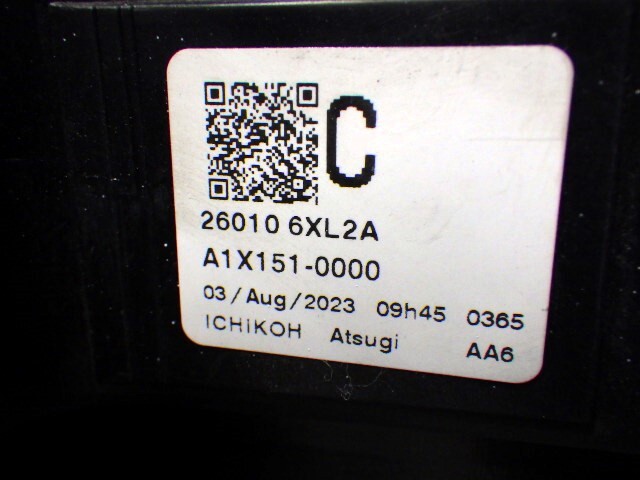 C
26010 6XL2A
A1X151-0000
03/Aug/2023 09h45 0365
ICHiKOH Atsugi AA6